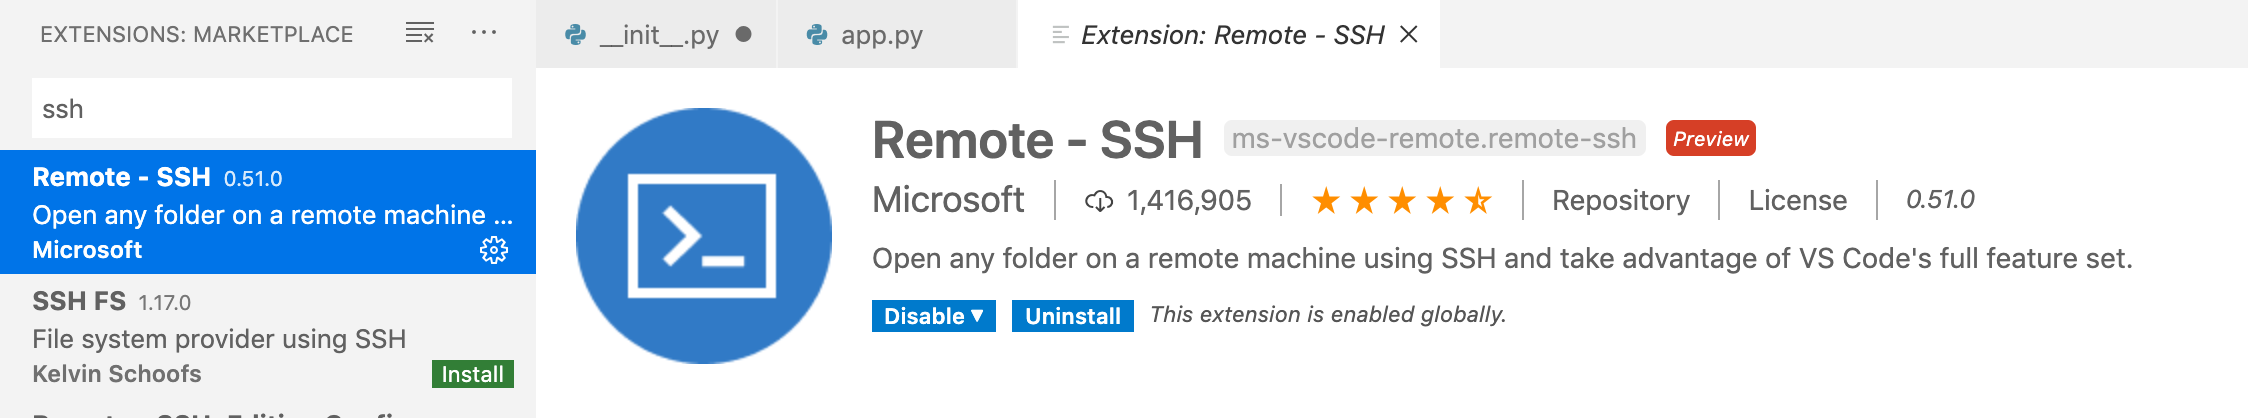 EXTENSIONS: MARKETPLACE
ssh
Remote - SSH 0.51.0
Open any folder on a remote machine ...
Microsoft
SSH FS 1.17.0
File system provider using SSH
Kelvin Schoofs
Install
__init__.py
app.py
Extension: Remote - SSH
Remote - SSH ms-vscode-remote.remote-ssh Preview
Microsoft 1,416,905 Repository License 0.51.0
Open any folder on a remote machine using SSH and take advantage of VS Code's full feature set.
Disable Uninstall This extension is enabled globally.